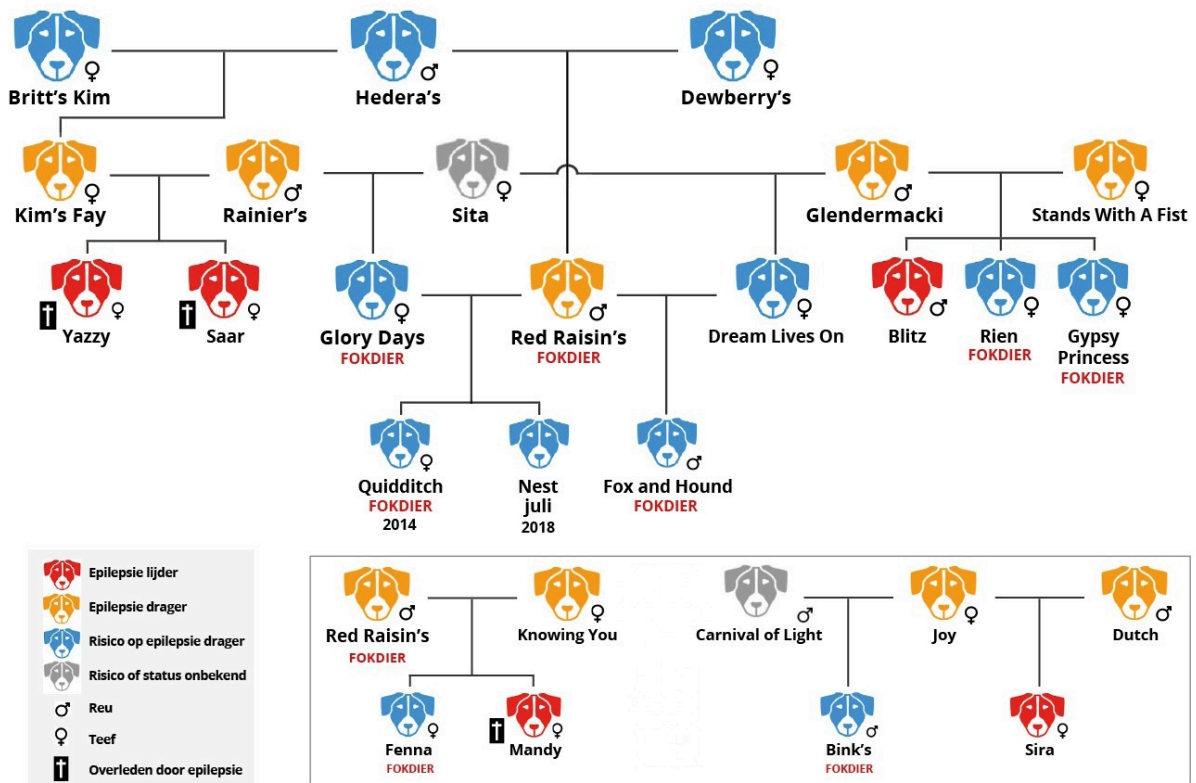 Britt's Kim
Hedera's
Dewberry's
Kim's Fay
Rainier's
Sita
Glendermacki
Stands With A Fist
Yazzy
Saar
Glory Days
FOKDIER
Red Raisin's
FOKDIER
Dream Lives On
Blitz
Rien
FOKDIER
Gypsy
Princess
FOKDIER
Quidditch
FOKDIER
2014
Nest
juli
2018
Fox and Hound
FOKDIER
Epilepsie lijder
Epilepsie drager
Risico op epilepsie drager
Risico of status onbekend
Reu
Teef
Overleden door epilepsie
Red Raisin's
FOKDIER
Knowing You
Carnival of Light
Joy
Dutch
Fenna
FOKDIER
Mandy
Bink's
FOKDIER
Sira